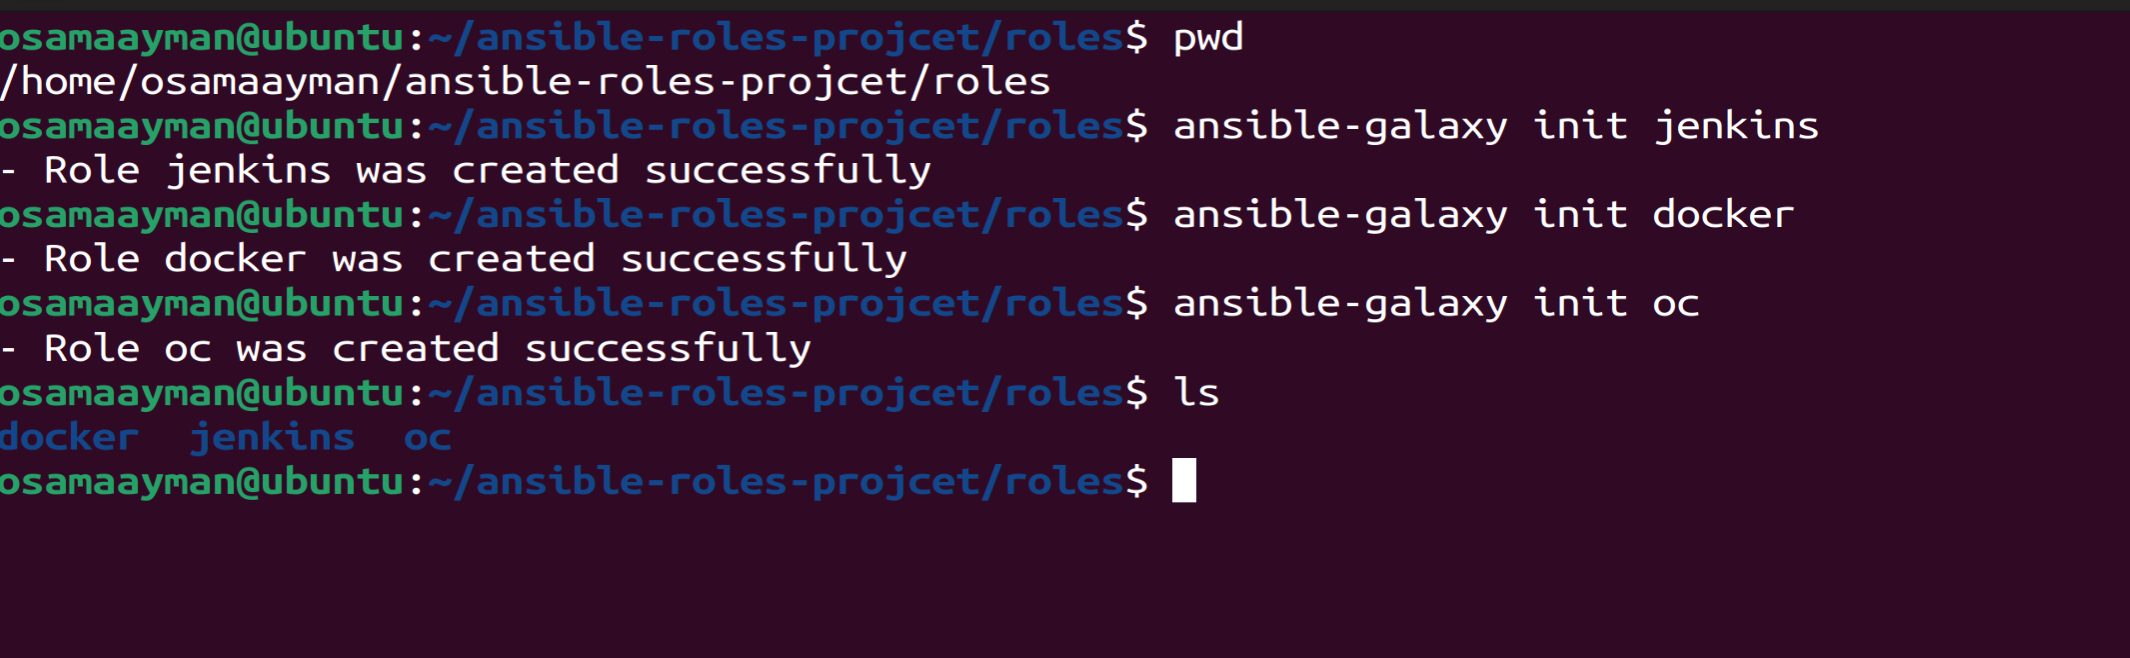 osamaayman@ubuntu:~/ansible-roles-projcet/roles$ pwd
/home/osamaayman/ansible-roles-projcet/roles
osamaayman@ubuntu:~/ansible-roles-projcet/roles$ ansible-galaxy init jenkins
- Role jenkins was created successfully
osamaayman@ubuntu:~/ansible-roles-projcet/roles$ ansible-galaxy init docker
- Role docker was created successfully
osamaayman@ubuntu:~/ansible-roles-projcet/roles$ ansible-galaxy init oc
- Role oc was created successfully
osamaayman@ubuntu:~/ansible-roles-projcet/roles$ ls
docker  jenkins  oc
osamaayman@ubuntu:~/ansible-roles-projcet/roles$